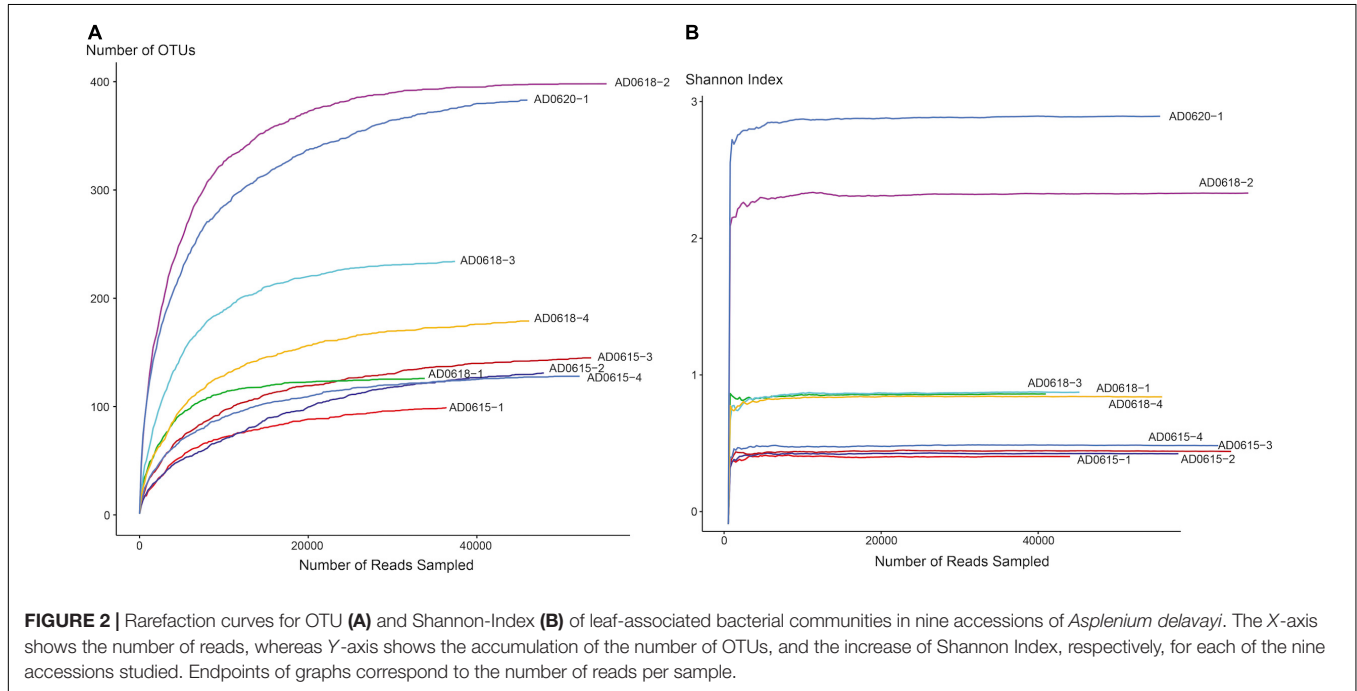 A
Number of OTUs
400
300
200
100
0
0
20000
40000
Number of Reads Sampled
AD0618-2
AD0620-1
AD0618-3
AD0618-4
AD0615-3
AD0615-2
AD0618-1
AD0615-4
AD0615-1
B
Shannon Index
3
2
1
0
20000
40000
0
Number of Reads Sampled
AD0620-1
AD0618-2
AD0618-3
AD0618-1
AD0618-4
AD0615-4
AD0615-3
AD0615-1
AD0615-2
FIGURE 2 | Rarefaction curves for OTU (A) and Shannon-Index (B) of leaf-associated bacterial communities in nine accessions of Asplenium delavayi. The X-axis
shows the number of reads, whereas Y-axis shows the accumulation of the number of OTUs, and the increase of Shannon Index, respectively, for each of the nine
accessions studied. Endpoints of graphs correspond to the number of reads per sample.